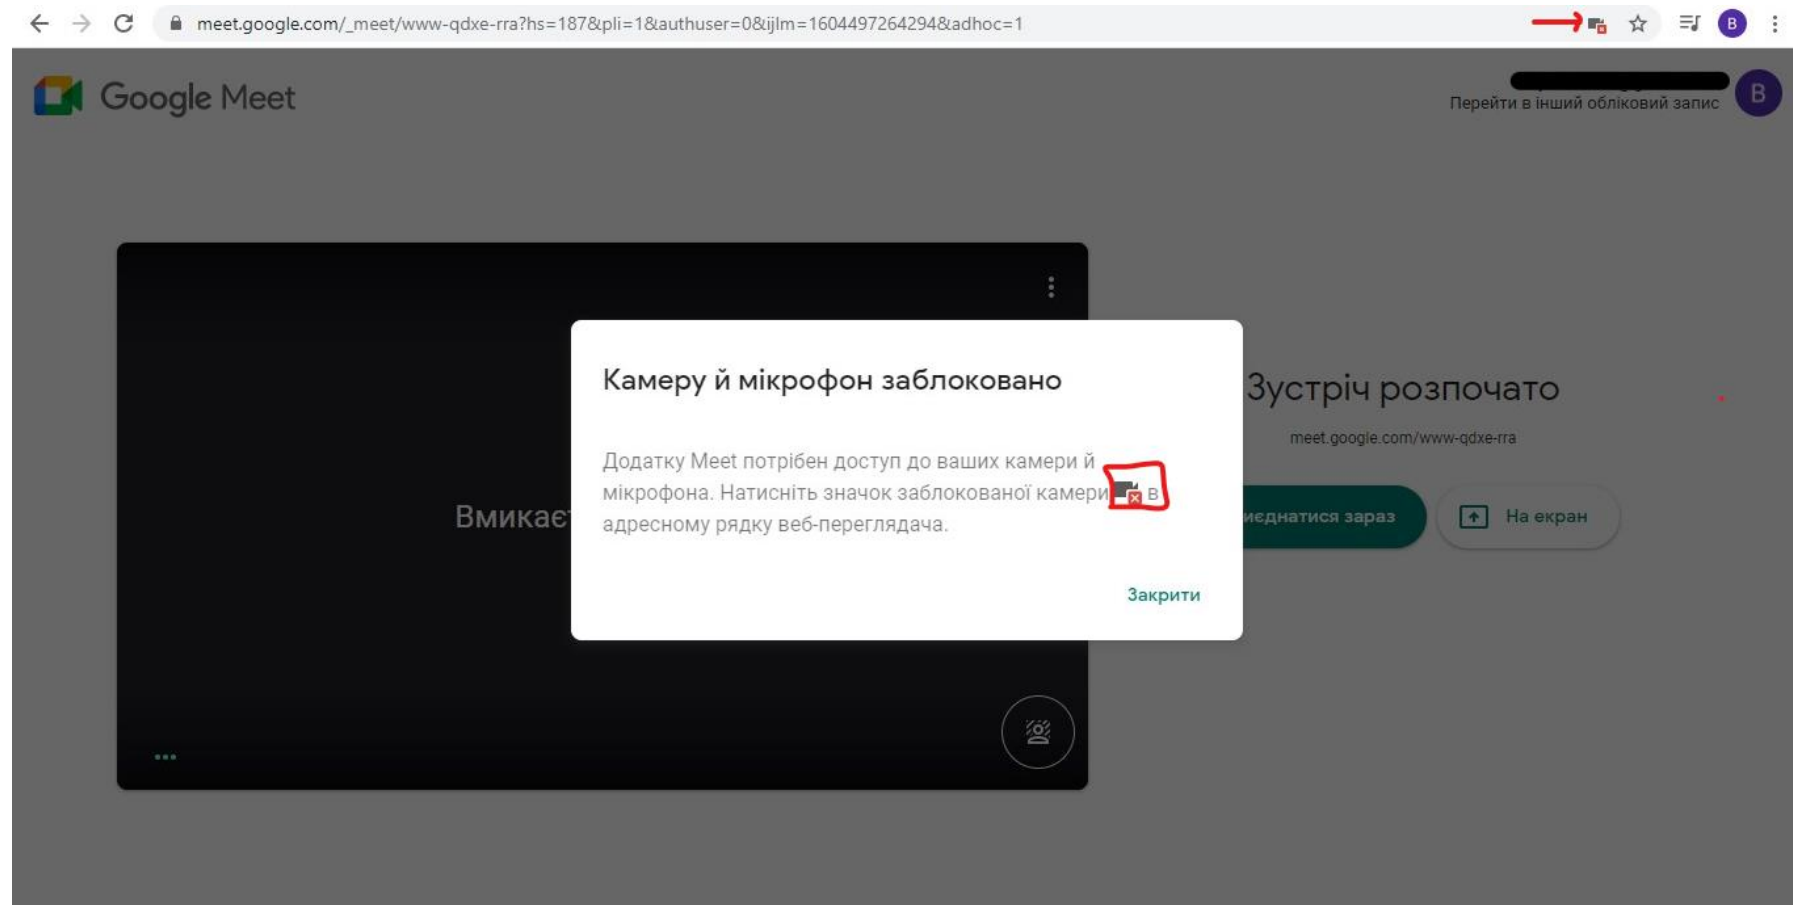 meet.google.com/_meet/www-qdxe-rra?hs=187&pli=1&authuser=0&ijlm=1604497264294&adhoc=1
B
Google Meet
Перейти в інший обліковий запис
B
Камеру й мікрофон заблоковано
Зустріч розпочато
meet.google.com/www-qdxe-rra
Додатку Meet потрібен доступ до ваших камери й
мікрофона. Натисніть значок заблокованої камери в
адресному рядку веб-переглядача.
Вмикає
иєднатися зараз
На екран
Закрити